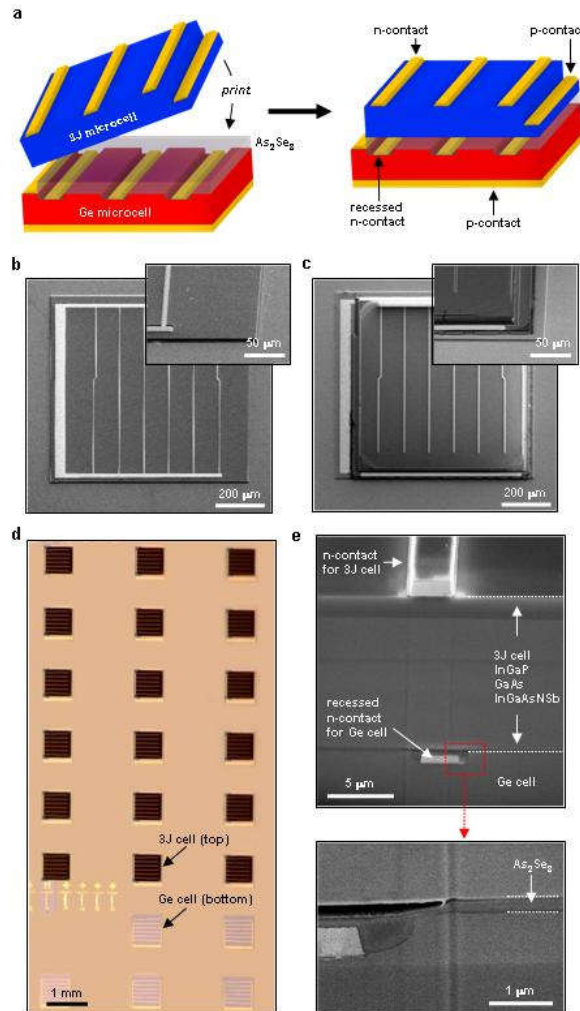 a
n-contact
p-contact
print
3J microcell
As2Se3
Ge microcell
recessed
n-contact
p-contact
b
50 μm
200 μm
c
50 μm
200 μm
d
3J cell (top)
Ge cell (bottom)
1 mm
e
n-contact
for 3J cell
3J cell
InGaP
GaAs
InGaAsNSb
recessed
n-contact
for Ge cell
Ge cell
5 μm
As2Se3
1 μm